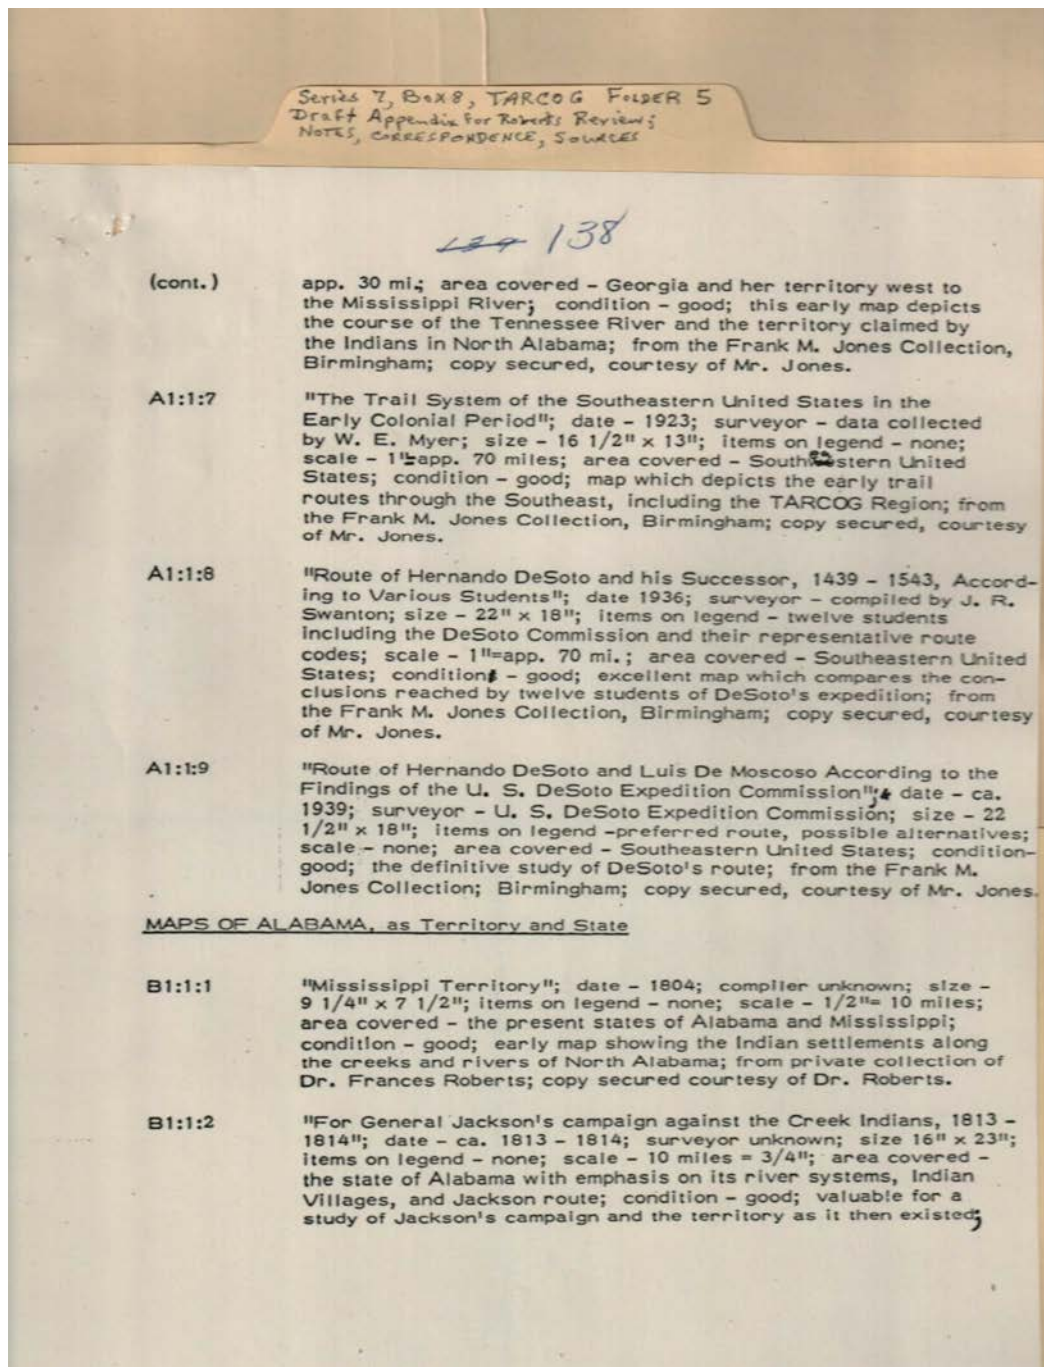 Series 7, Box 8, TARCOG Folder 5
Draft Appendix for Roberts Review;
Notes, Correspondence, Sources
139 138
(cont.) app. 30 mi.; area covered - Georgia and her territory west to
the Mississippi River; condition - good; this early map depicts
the course of the Tennessee River and the territory claimed by
the Indians in North Alabama; from the Frank M. Jones Collection,
Birmingham; copy secured, courtesy of Mr. Jones.
A1:1:7 "The Trail System of the Southeastern United States in the
Early Colonial Period"; date - 1923; surveyor - data collected
by W. E. Myer; size - 16 1/2" x 13"; items on legend - none;
scale - 1"=app. 70 miles; area covered - Southeastern United
States; condition - good; map which depicts the early trail
routes through the Southeast, including the TARCOG Region; from
the Frank M. Jones Collection, Birmingham; copy secured, courtesy
of Mr. Jones.
A1:1:8 "Route of Hernando DeSoto and his Successor, 1439 - 1543, Accord-
ing to Various Students"; date 1936; surveyor - compiled by J. R.
Swanton; size - 22" x 18"; items on legend - twelve students
including the DeSoto Commission and their representative route
codes; scale - 1"=app. 70 mi.; area covered - Southeastern United
States; condition - good; excellent map which compares the con-
clusions reached by twelve students of DeSoto's expedition; from
the Frank M. Jones Collection, Birmingham; copy secured, courtesy
of Mr. Jones.
A1:1:9 "Route of Hernando DeSoto and Luis De Moscoso According to the
Findings of the U. S. DeSoto Expedition Commission"; date - ca.
1939; surveyor - U. S. DeSoto Expedition Commission; size - 22
1/2" x 18"; items on legend -preferred route, possible alternatives;
scale - none; area covered - Southeastern United States; condition-
good; the definitive study of DeSoto's route; from the Frank M.
Jones Collection; Birmingham; copy secured, courtesy of Mr. Jones.
MAPS OF ALABAMA, as Territory and State
B1:1:1 "Mississippi Territory"; date - 1804; compiler unknown; size -
9 1/4" x 7 1/2"; items on legend - none; scale - 1/2"= 10 miles;
area covered - the present states of Alabama and Mississippi;
condition - good; early map showing the Indian settlements along
the creeks and rivers of North Alabama; from private collection of
Dr. Frances Roberts; copy secured courtesy of Dr. Roberts.
B1:1:2 "For General Jackson's campaign against the Creek Indians, 1813 -
1814"; date - ca. 1813 - 1814; surveyor unknown; size 16" x 23";
items on legend - none; scale - 10 miles = 3/4"; area covered -
the state of Alabama with emphasis on its river systems, Indian
Villages, and Jackson route; condition - good; valuable for a
study of Jackson's campaign and the territory as it then existed;